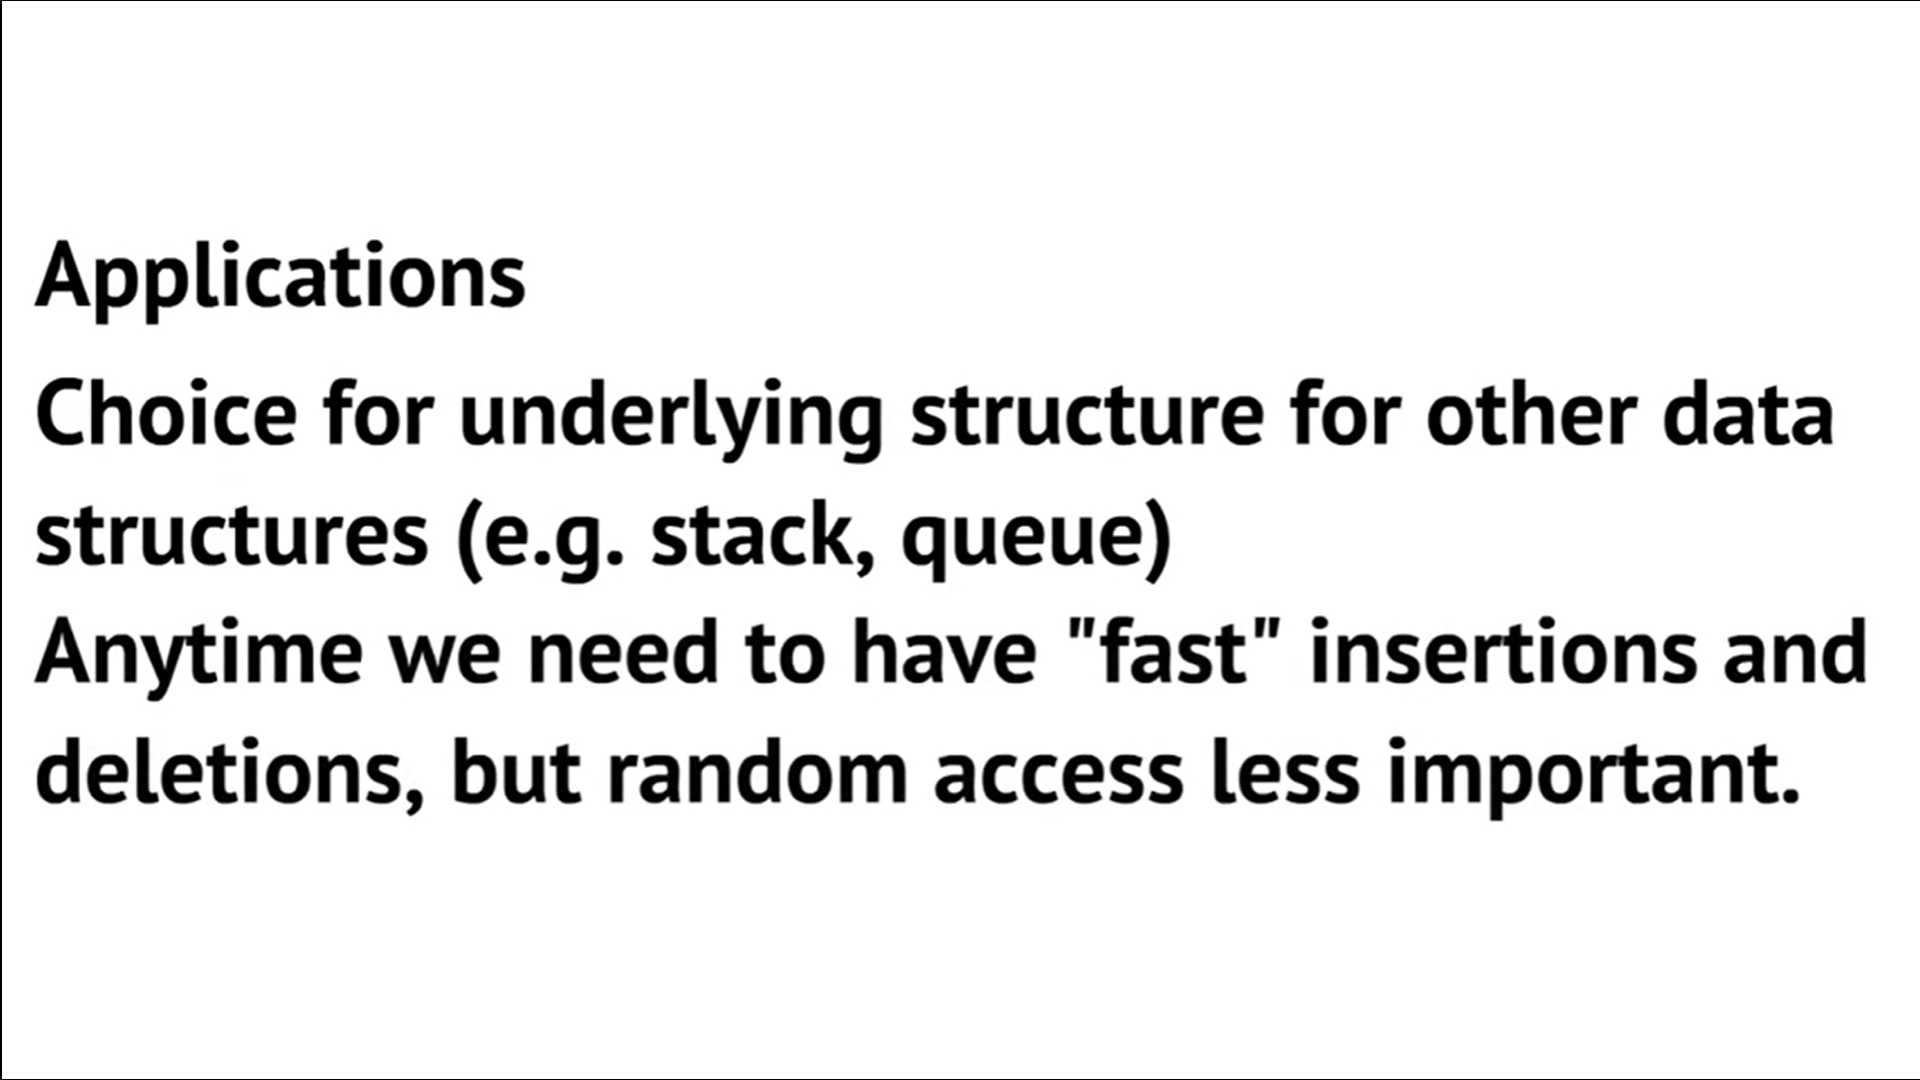 Applications
Choice for underlying structure for other data
structures (e.g. stack, queue)
Anytime we need to have "fast" insertions and
deletions, but random access less important.